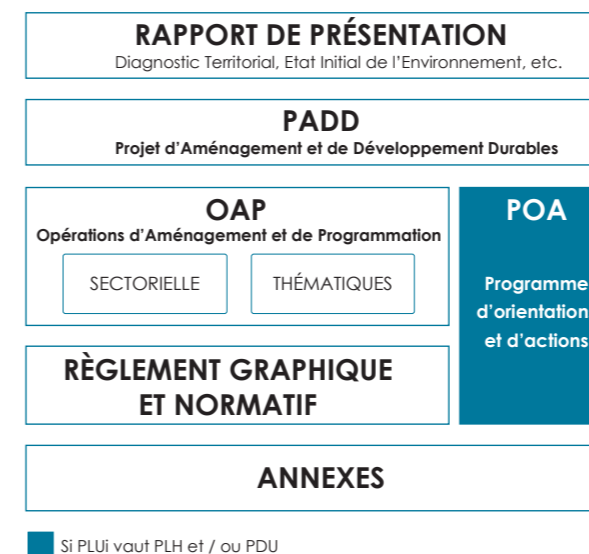 RAPPORT DE PRÉSENTATION
Diagnostic Territorial, Etat Initial de l'Environnement, etc.
PADD
Projet d'Aménagement et de Développement Durables
OAP
Opérations d'Aménagement et de Programmation
SECTORIELLE
THÉMATIQUES
POA
Programme
d'orientation
et d'actions
RÈGLEMENT GRAPHIQUE
ET NORMATIF
ANNEXES
Si PLUi vaut PLH et / ou PDU